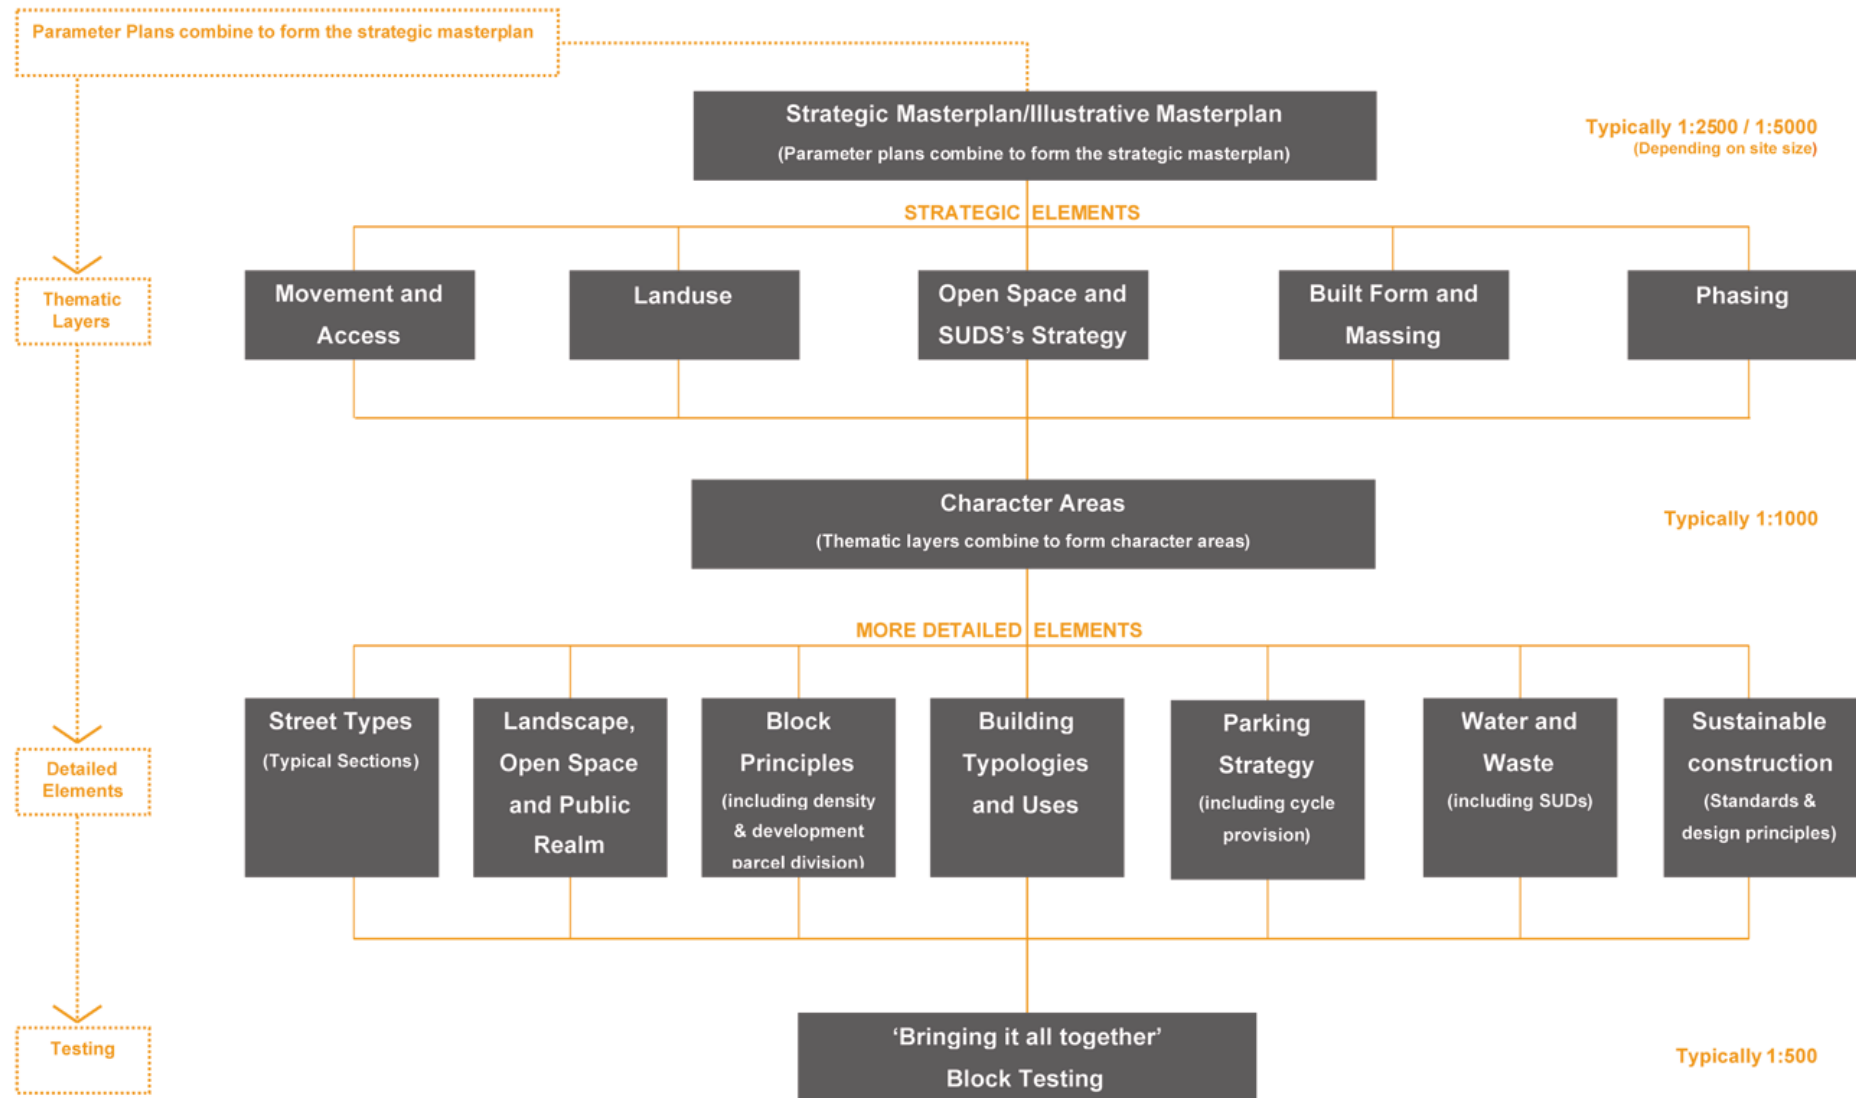 Parameter Plans combine to form the strategic masterplan
Strategic Masterplan/Illustrative Masterplan
(Parameter plans combine to form the strategic masterplan)
Typically 1:2500 / 1:5000
(Depending on site size)
STRATEGIC ELEMENTS
Thematic
Layers
Movement and
Access
Landuse
Open Space and
SUDS's Strategy
Built Form and
Massing
Phasing
Character Areas
(Thematic layers combine to form character areas)
Typically 1:1000
MORE DETAILED ELEMENTS
Detailed
Elements
Street Types
(Typical Sections)
Landscape,
Open Space
and Public
Realm
Block
Principles
(including density
& development
parcel division)
Building
Typologies
and Uses
Parking
Strategy
(including cycle
provision)
Water and
Waste
(including SUDs)
Sustainable
construction
(Standards &
design principles)
Testing
‘Bringing it all together’
Block Testing
Typically 1:500